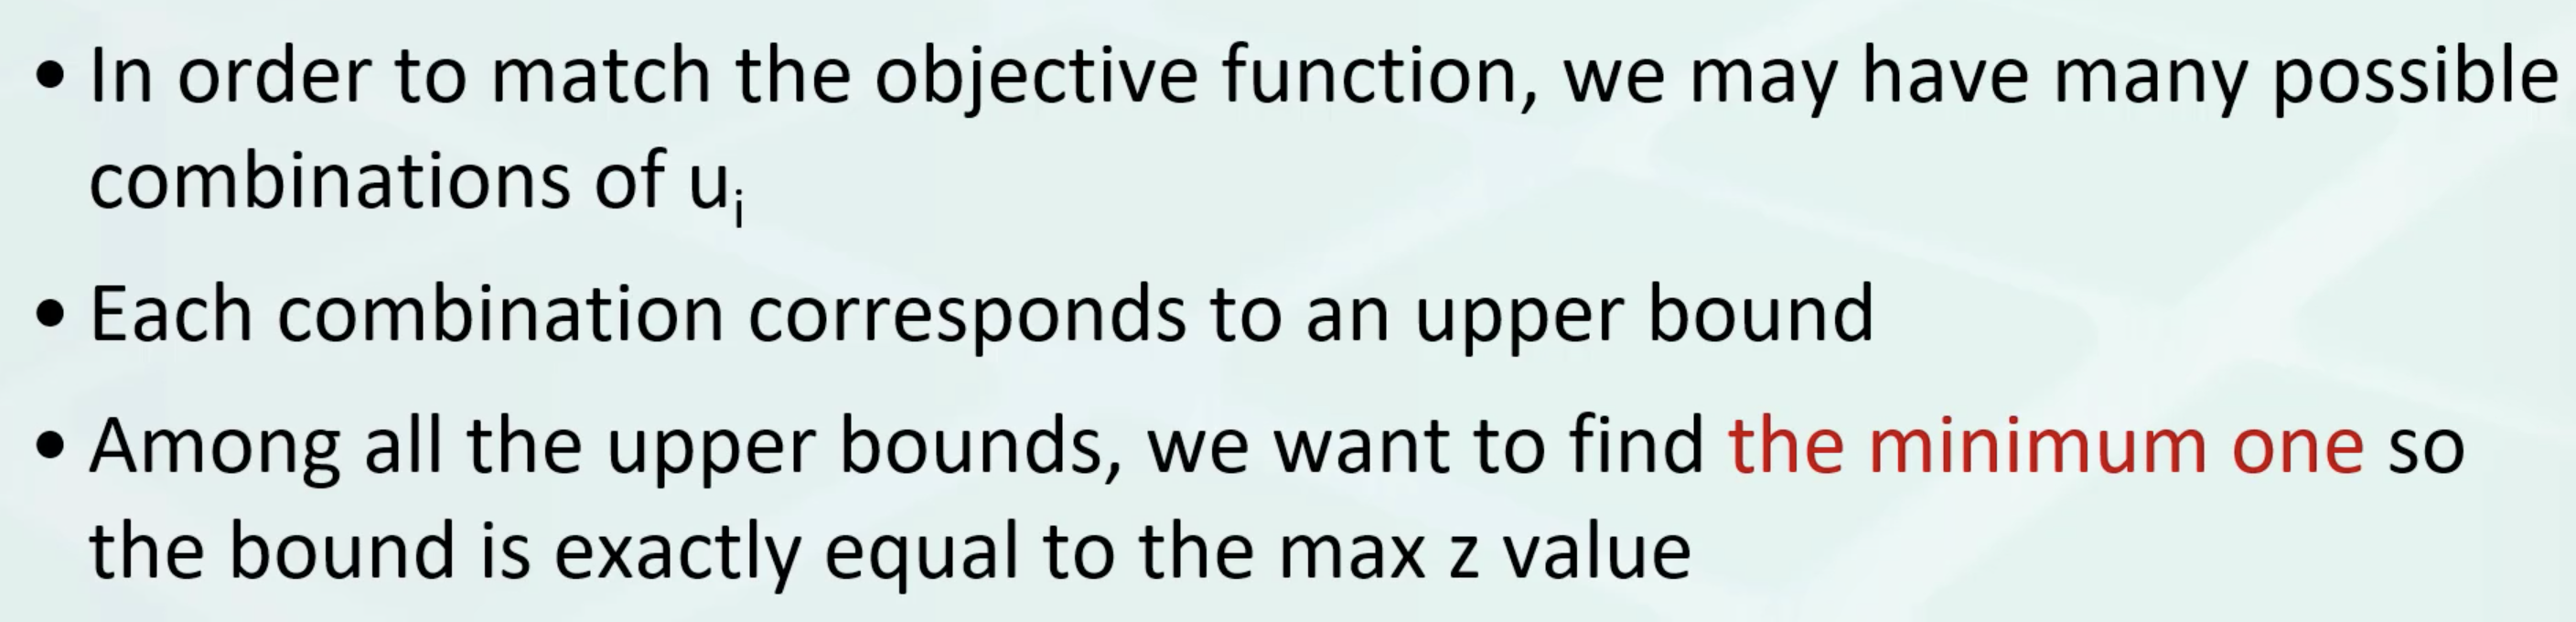 • In order to match the objective function, we may have many possible
combinations of uᵢ
• Each combination corresponds to an upper bound
• Among all the upper bounds, we want to find the minimum one so
the bound is exactly equal to the max z value